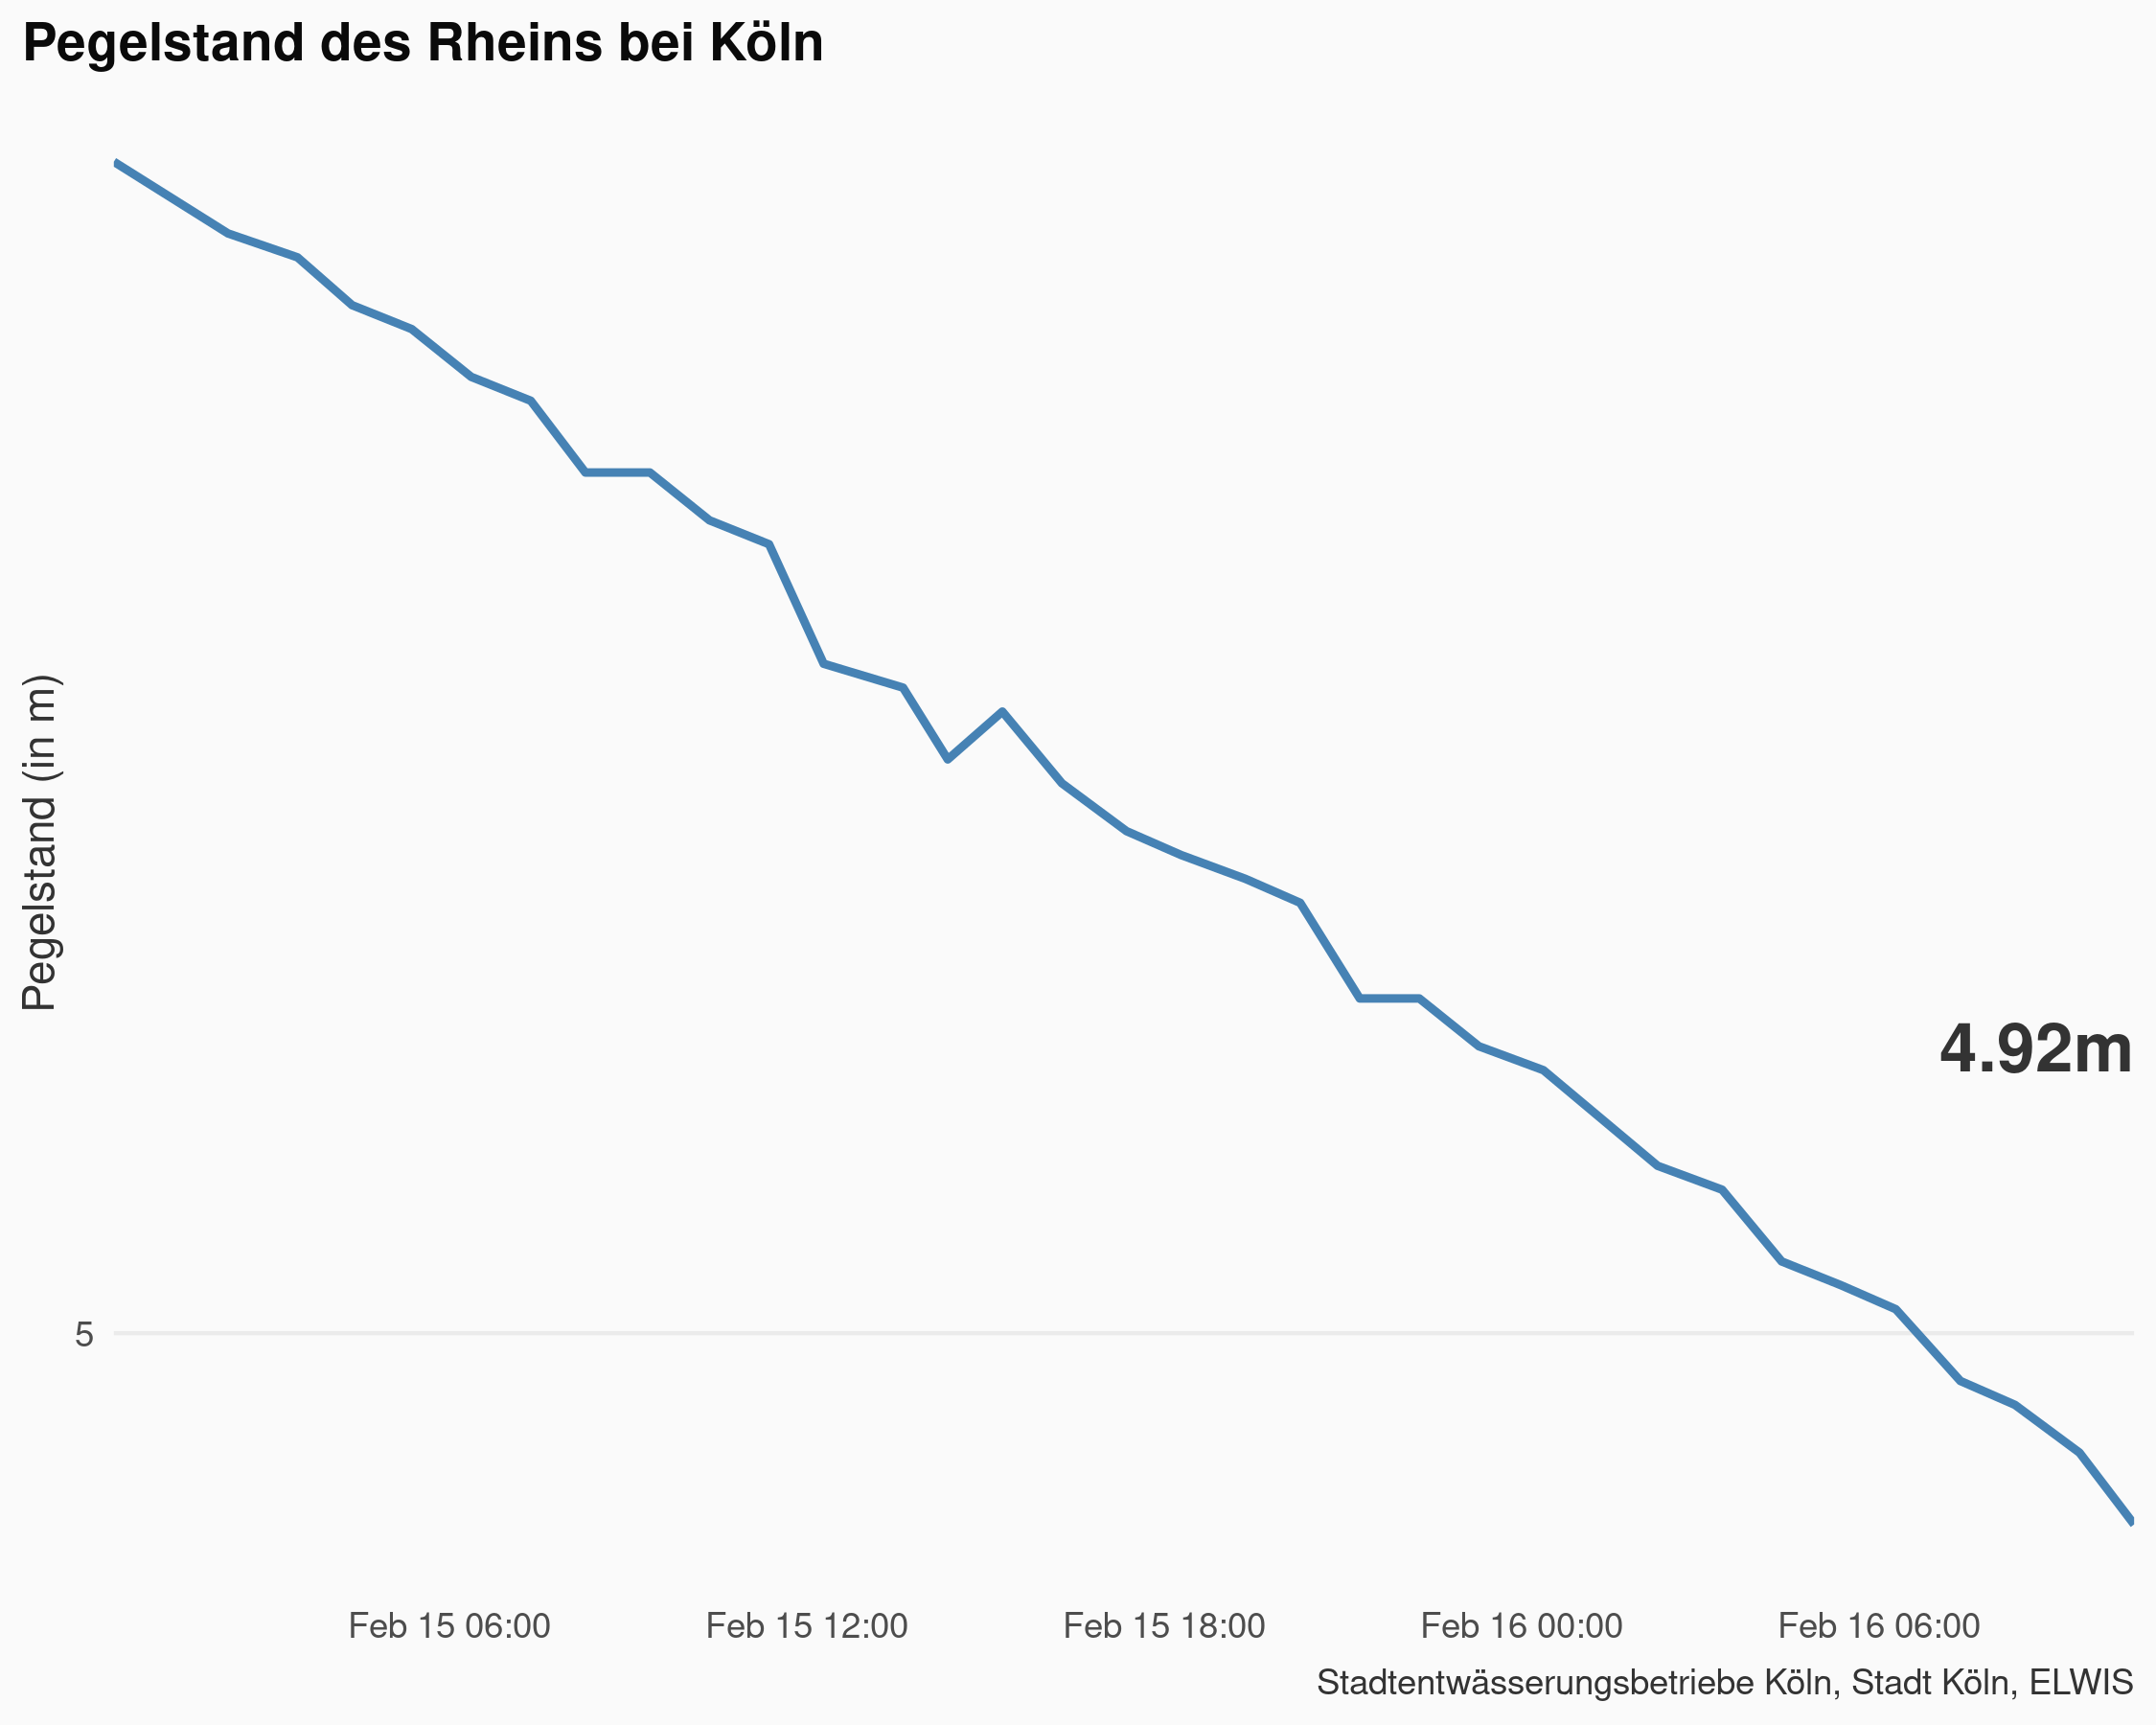 Pegelstand des Rheins bei Köln
Pegelstand (in m)
4.92m
5
Feb 15 06:00
Feb 15 12:00
Feb 15 18:00
Feb 16 00:00
Feb 16 06:00
Stadtentwässerungsbetriebe Köln, Stadt Köln, ELWIS